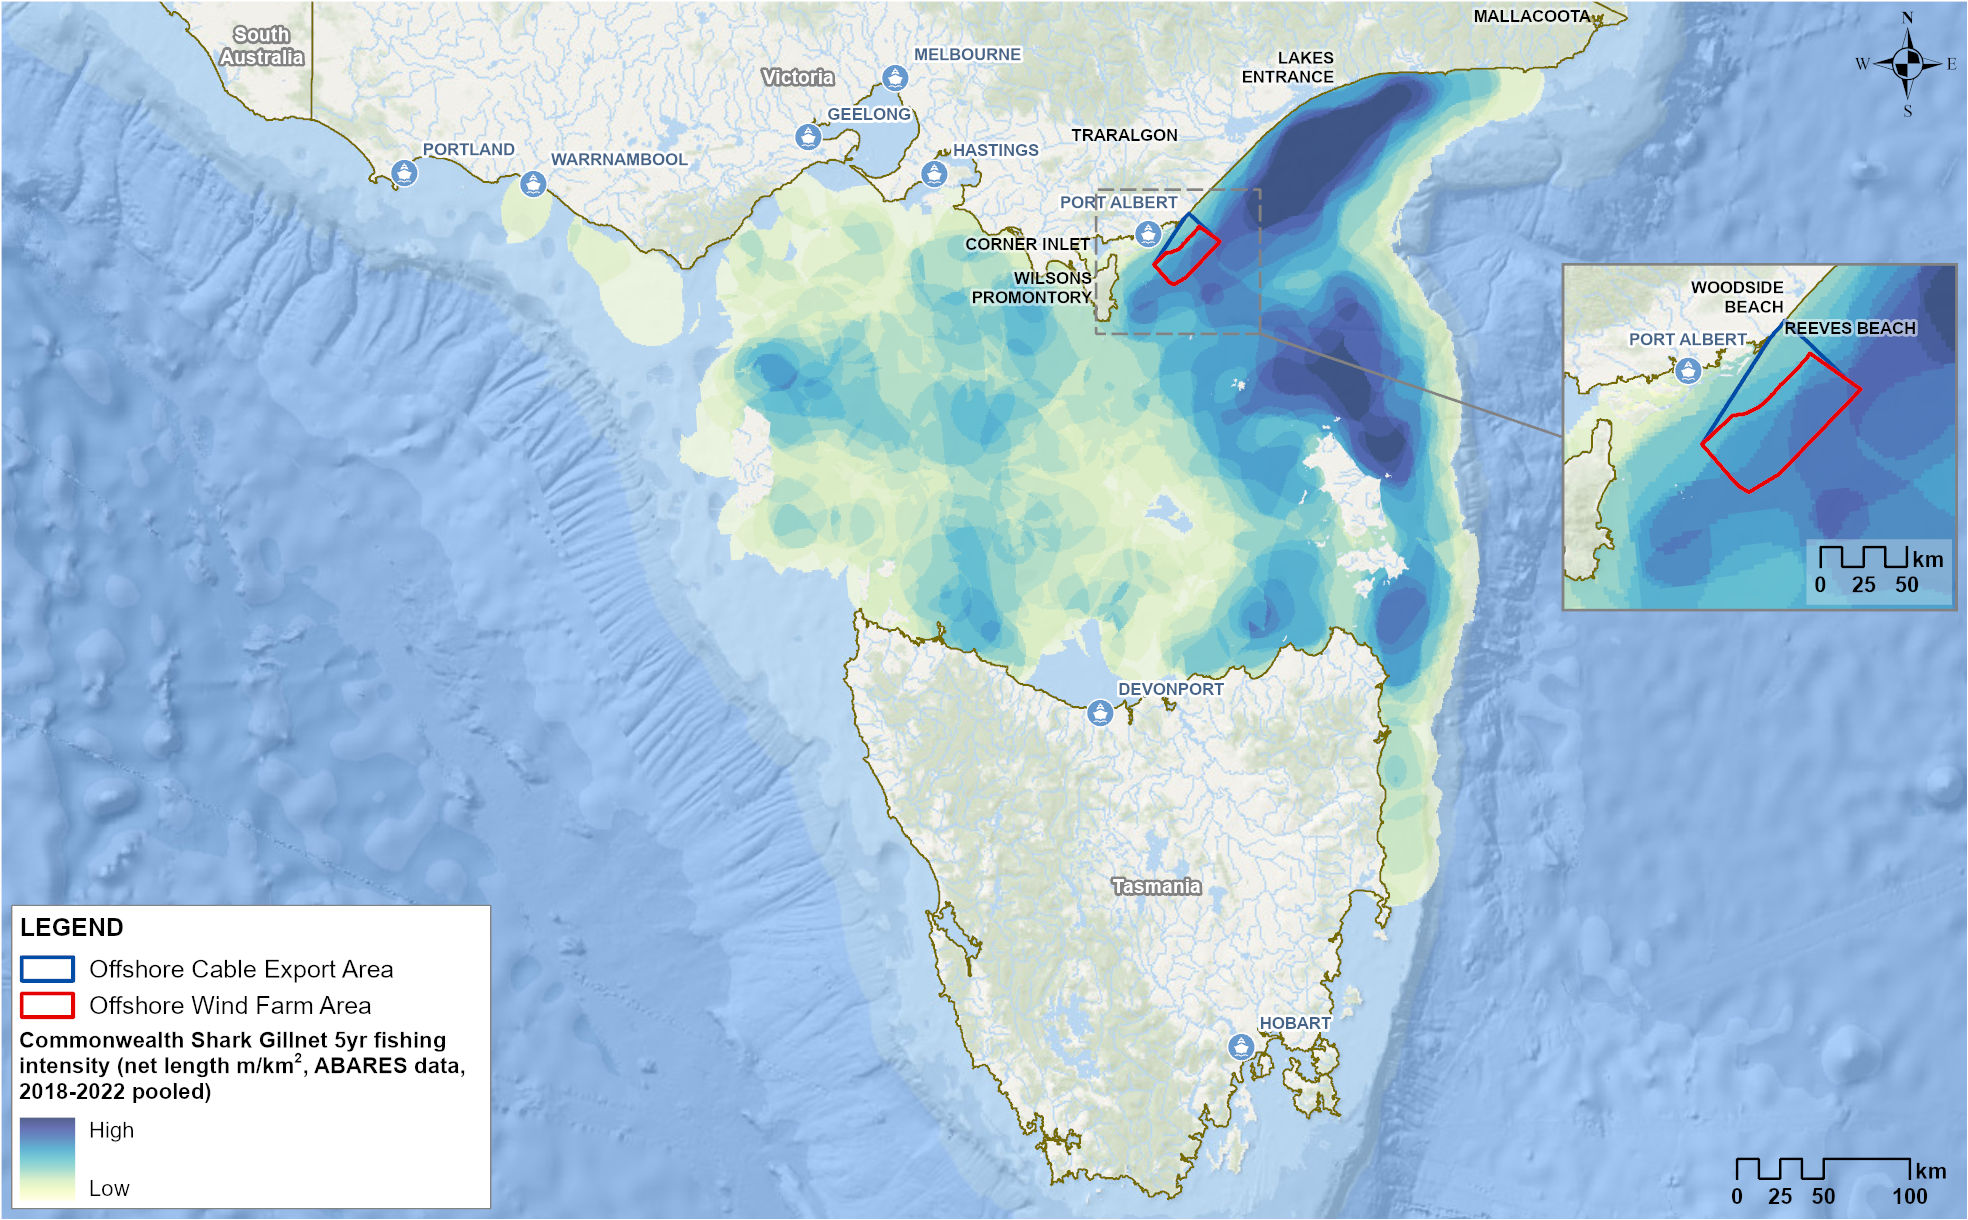 MALLACOOTA
N
W
E
S
South
Australia
Victoria
MELBOURNE
LAKES
ENTRANCE
GEELONG
TRARALGON
PORTLAND
WARRNAMBOOL
HASTINGS
PORT ALBERT
CORNER INLET
WILSONS
PROMONTORY
WOODSIDE
BEACH
REEVES BEACH
PORT ALBERT
km
0 25 50
DEVONPORT
Tasmania
HOBART
LEGEND
Offshore Cable Export Area
Offshore Wind Farm Area
Commonwealth Shark Gillnet 5yr fishing
intensity (net length m/km², ABARES data,
2018-2022 pooled)
High
Low
km
0 25 50 100